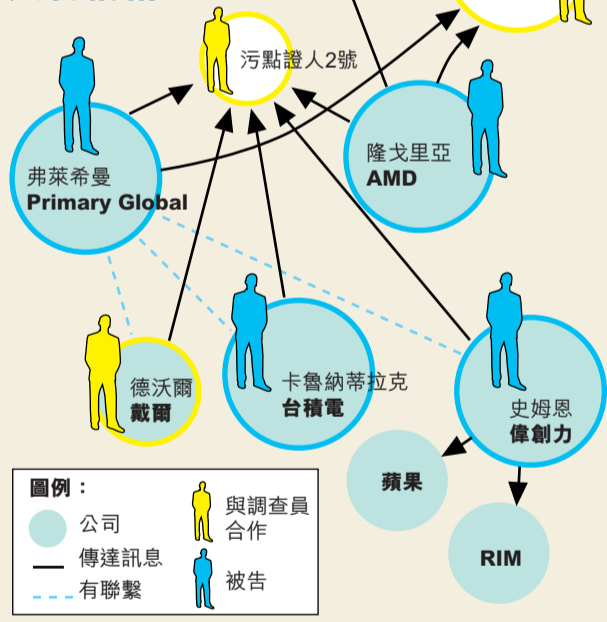 污點證人2號
弗萊希曼
Primary Global
隆戈里亞
AMD
德沃爾
戴爾
卡魯納蒂拉克
台積電
史姆恩
偉創力
蘋果
RIM
圖例：
公司
傳達訊息
有聯繫
與調查員
合作
被告